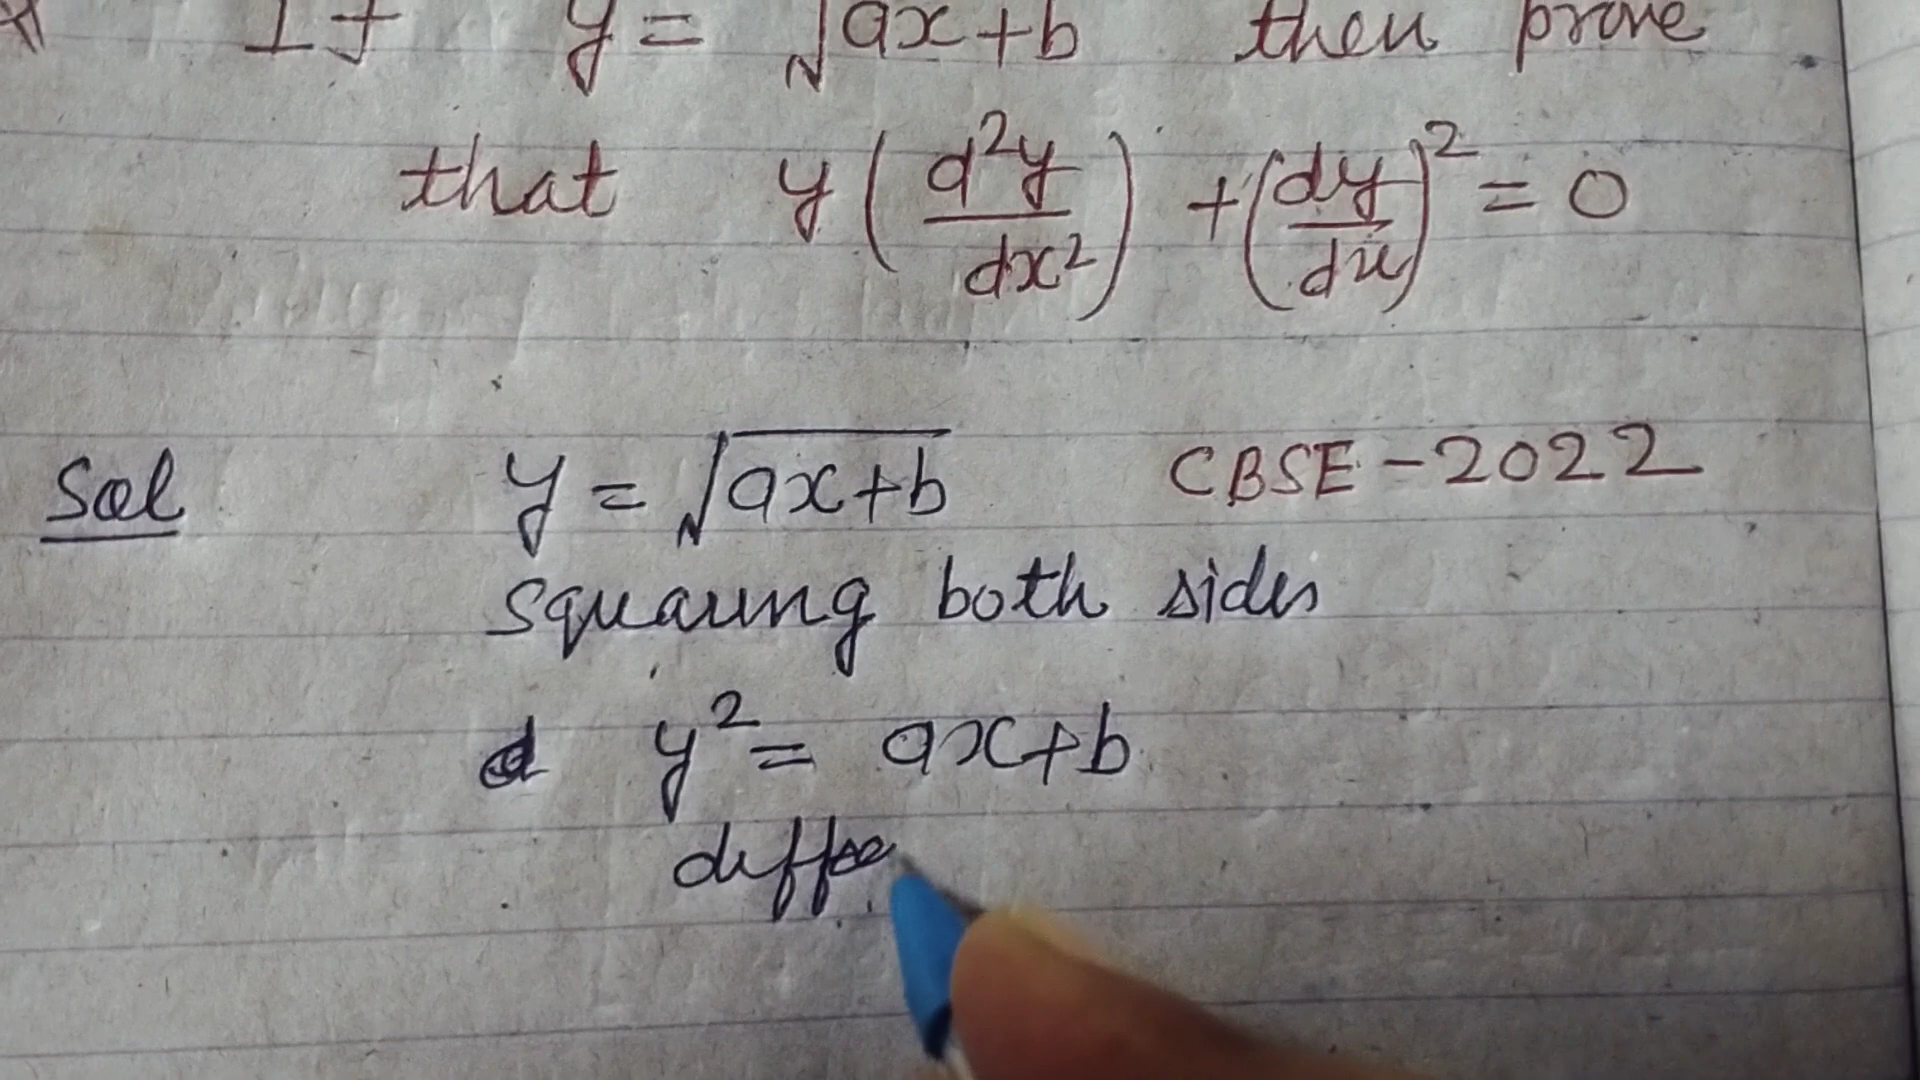 If y = √ax+b then prove
that y(d²y/dx²) + (dy/dx)² = 0
Sol y = √ax+b CBSE - 2022
squaring both sides
y² = ax+b